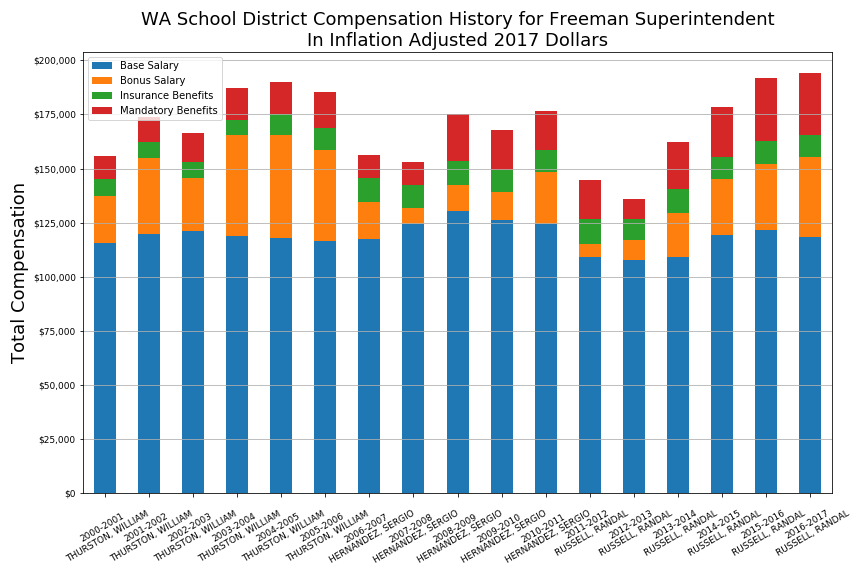 WA School District Compensation History for Freeman Superintendent
In Inflation Adjusted 2017 Dollars
Total Compensation
$200,000
$175,000
$150,000
$125,000
$100,000
$75,000
$50,000
$25,000
$0
Base Salary
Bonus Salary
Insurance Benefits
Mandatory Benefits
2000-2001
THURSTON, WILLIAM
2001-2002
THURSTON, WILLIAM
2002-2003
THURSTON, WILLIAM
2003-2004
THURSTON, WILLIAM
2004-2005
THURSTON, WILLIAM
2005-2006
THURSTON, WILLIAM
2006-2007
HERNANDEZ, SERGIO
2007-2008
HERNANDEZ, SERGIO
2008-2009
HERNANDEZ, SERGIO
2009-2010
HERNANDEZ, SERGIO
2010-2011
HERNANDEZ, SERGIO
2011-2012
RUSSELL, RANDAL
2012-2013
RUSSELL, RANDAL
2013-2014
RUSSELL, RANDAL
2014-2015
RUSSELL, RANDAL
2015-2016
RUSSELL, RANDAL
2016-2017
RUSSELL, RANDAL